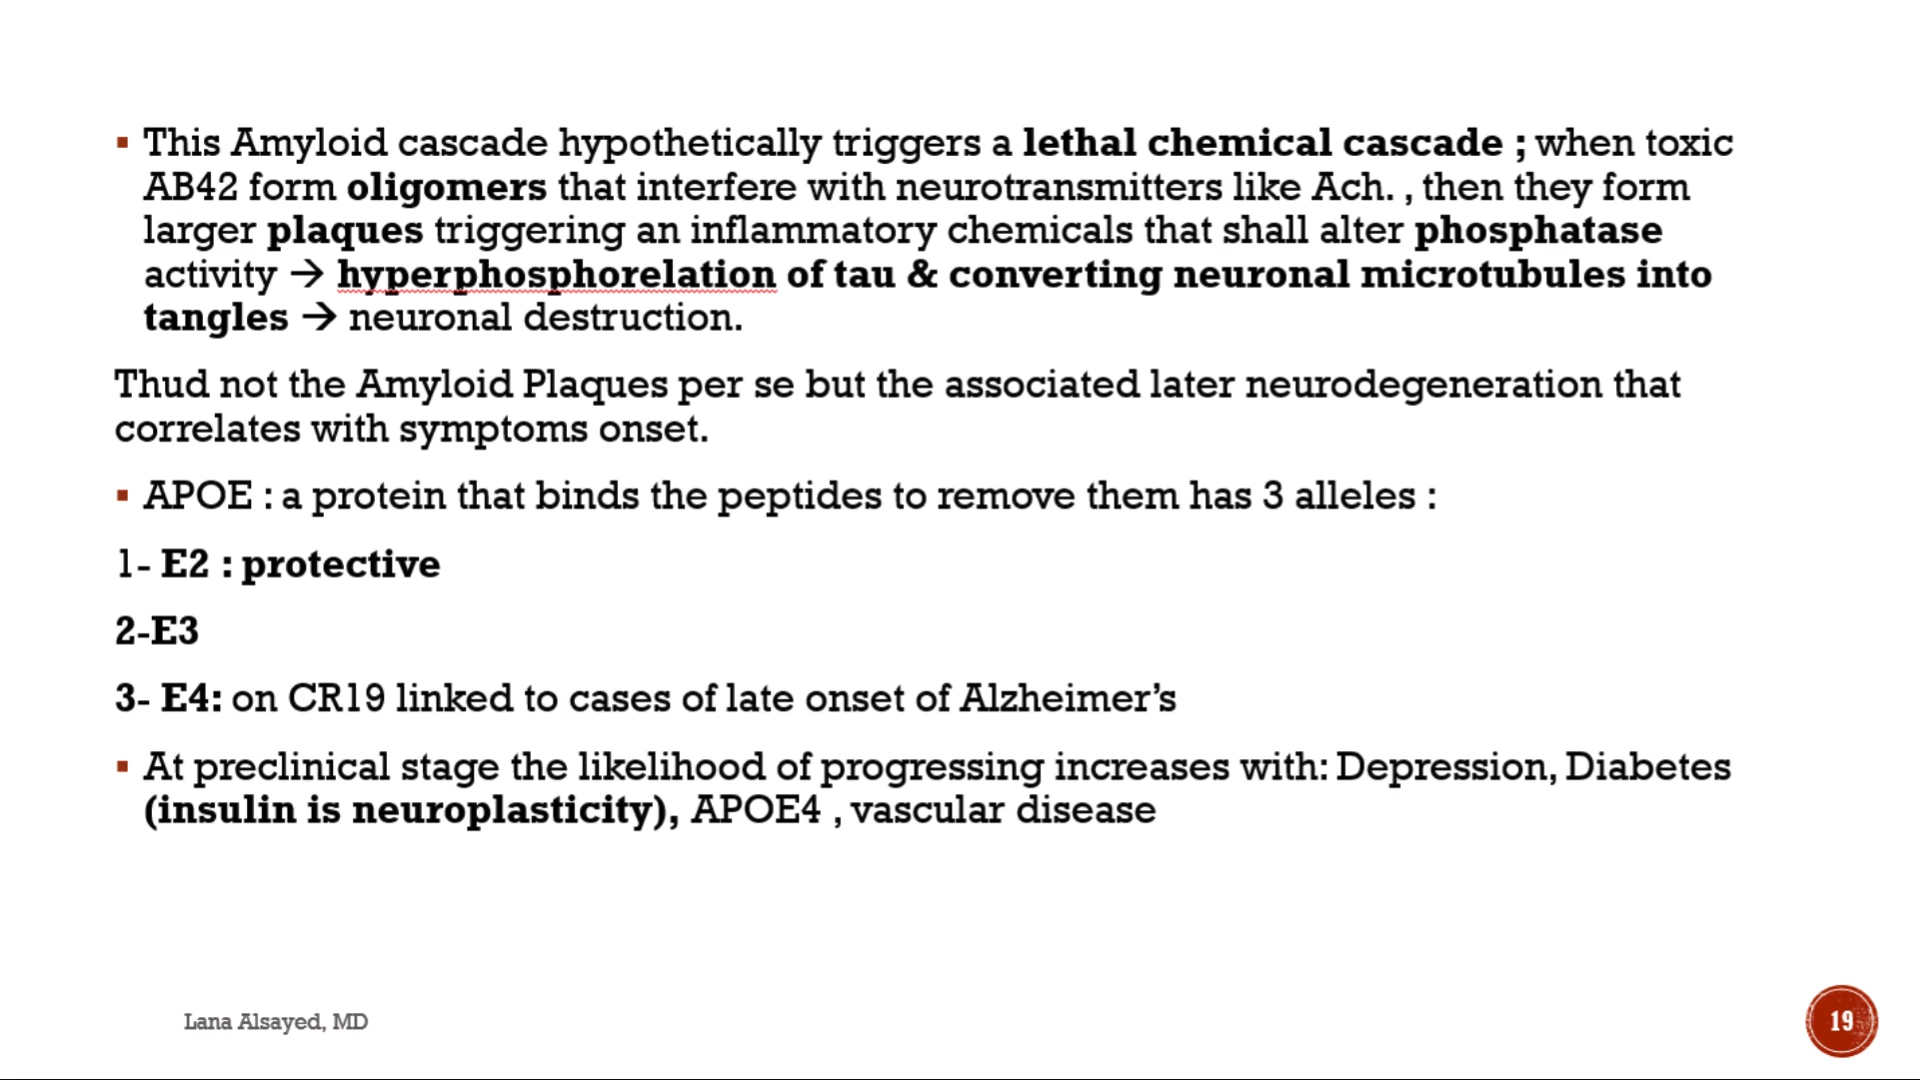 ▪ This Amyloid cascade hypothetically triggers a lethal chemical cascade ; when toxic
AB42 form oligomers that interfere with neurotransmitters like Ach. , then they form
larger plaques triggering an inflammatory chemicals that shall alter phosphatase
activity → hyperphosphorelation of tau & converting neuronal microtubules into
tangles → neuronal destruction.
Thud not the Amyloid Plaques per se but the associated later neurodegeneration that
correlates with symptoms onset.
▪ APOE : a protein that binds the peptides to remove them has 3 alleles :
1- E2 : protective
2-E3
3- E4: on CR19 linked to cases of late onset of Alzheimer’s
▪ At preclinical stage the likelihood of progressing increases with: Depression, Diabetes
(insulin is neuroplasticity), APOE4 , vascular disease
Lana Alsayed, MD
19